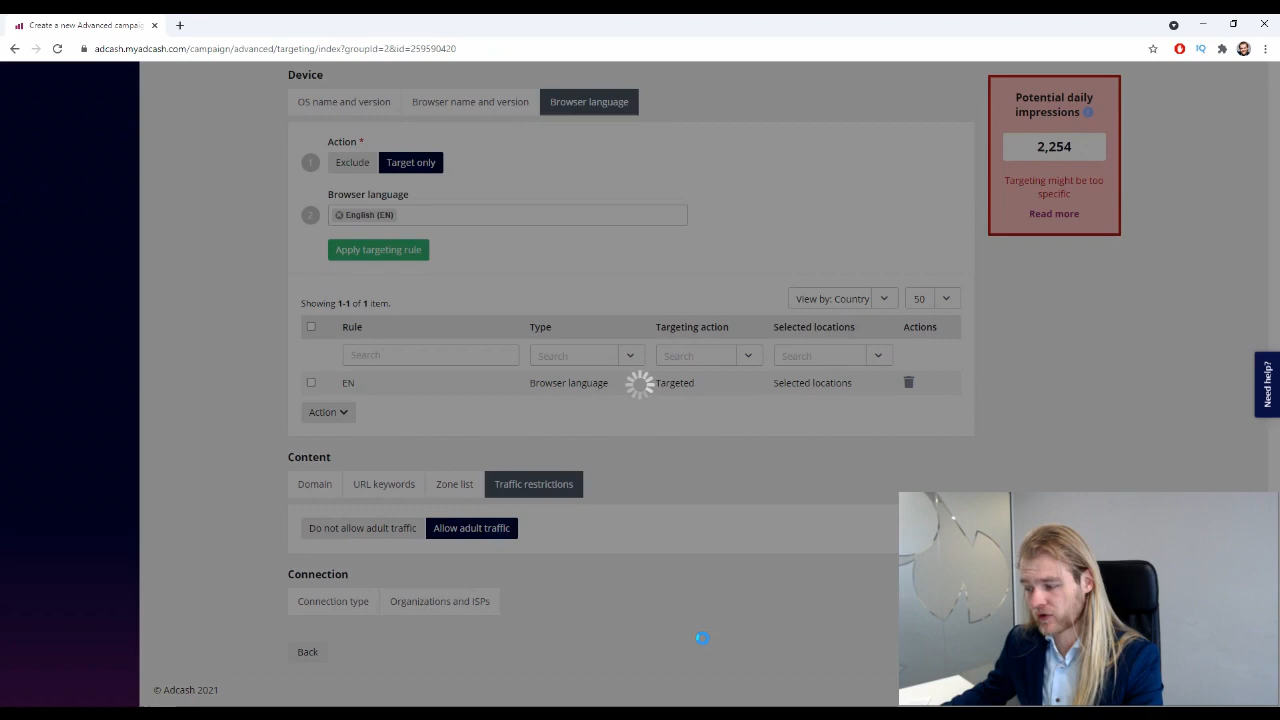 Create a new Advanced campaig
adcash.myadcash.com/campaign/advanced/targeting/index?groupId=2&id=259590420
IQ
Device
OS name and version
Browser name and version
Browser language
Potential daily
impressions
2,254
Targeting might be too
specific
Read more
Action *
1
Exclude
Target only
Browser language
2
English (EN)
Apply targeting rule
Showing 1-1 of 1 item.
View by: Country
50
Rule
Type
Targeting action
Selected locations
Actions
Search
Search
Search
Search
EN
Browser language
Targeted
Selected locations
Action
Need help?
Content
Domain
URL keywords
Zone list
Traffic restrictions
Do not allow adult traffic
Allow adult traffic
Connection
Connection type
Organizations and ISPs
Back
© Adcash 2021